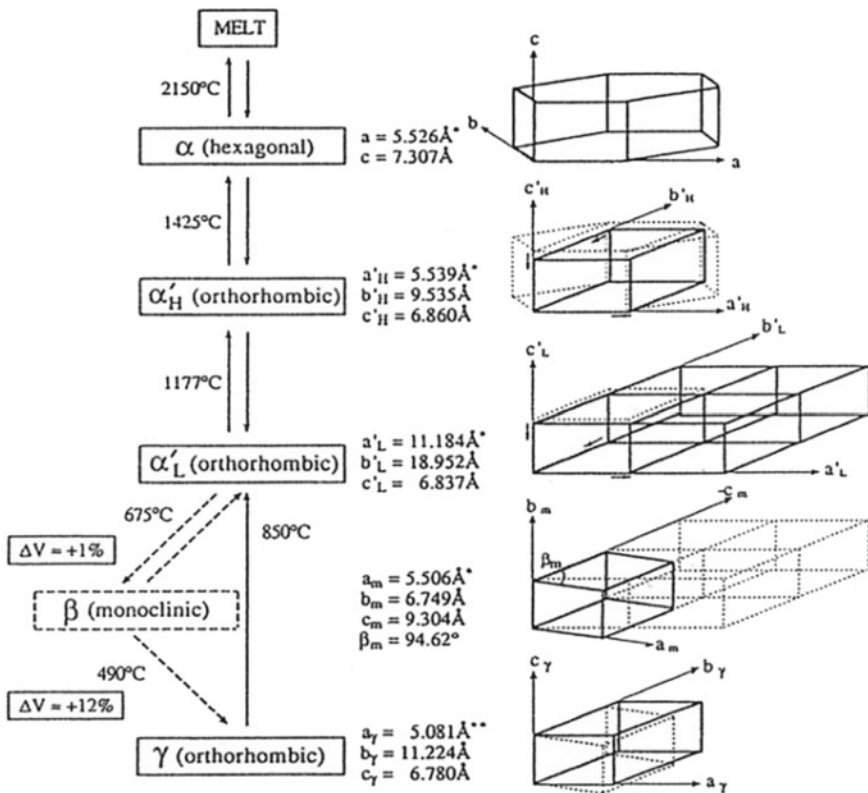 MELT
2150°C
α (hexagonal)
a = 5.526Å*
c = 7.307Å
c
b
a
1425°C
α′H (orthorhombic)
a'H = 5.539Å*
b'H = 9.535Å
c'H = 6.860Å
c'H
b'H
a'H
1177°C
α′L (orthorhombic)
a'L = 11.184Å*
b'L = 18.952Å
c'L = 6.837Å
c'L
b'L
a'L
675°C
850°C
ΔV = +1%
β (monoclinic)
am = 5.506Å*
bm = 6.749Å
cm = 9.304Å
βm = 94.62°
bm
-cm
βm
am
490°C
ΔV = +12%
γ (orthorhombic)
aγ = 5.081Å**
bγ = 11.224Å
cγ = 6.780Å
cγ
bγ
aγ